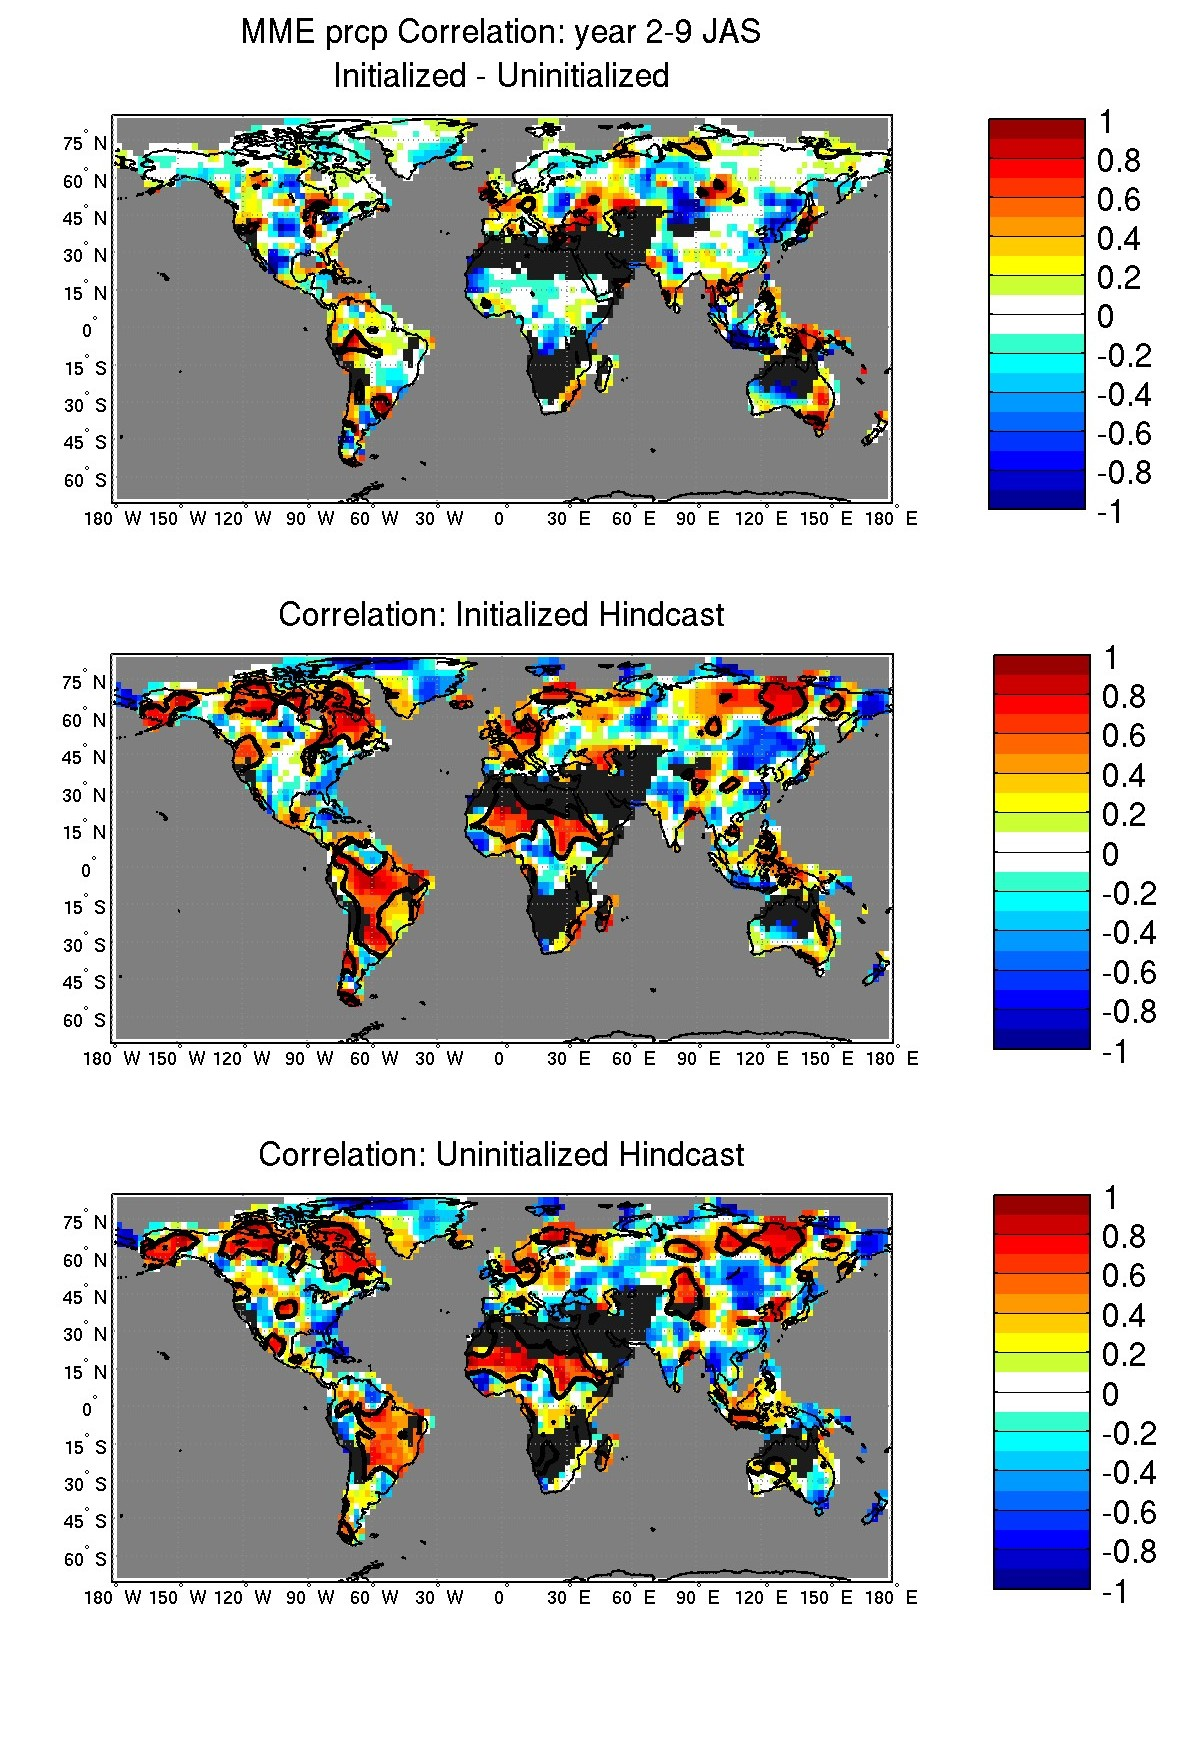 MME prcp Correlation: year 2-9 JAS
Initialized - Uninitialized
75° N
60° N
45° N
30° N
15° N
0°
15° S
30° S
45° S
60° S
180° W 150° W 120° W 90° W 60° W 30° W 0° 30° E 60° E 90° E 120° E 150° E 180° E
1
0.8
0.6
0.4
0.2
0
-0.2
-0.4
-0.6
-0.8
-1
Correlation: Initialized Hindcast
75° N
60° N
45° N
30° N
15° N
0°
15° S
30° S
45° S
60° S
180° W 150° W 120° W 90° W 60° W 30° W 0° 30° E 60° E 90° E 120° E 150° E 180° E
1
0.8
0.6
0.4
0.2
0
-0.2
-0.4
-0.6
-0.8
-1
Correlation: Uninitialized Hindcast
75° N
60° N
45° N
30° N
15° N
0°
15° S
30° S
45° S
60° S
180° W 150° W 120° W 90° W 60° W 30° W 0° 30° E 60° E 90° E 120° E 150° E 180° E
1
0.8
0.6
0.4
0.2
0
-0.2
-0.4
-0.6
-0.8
-1